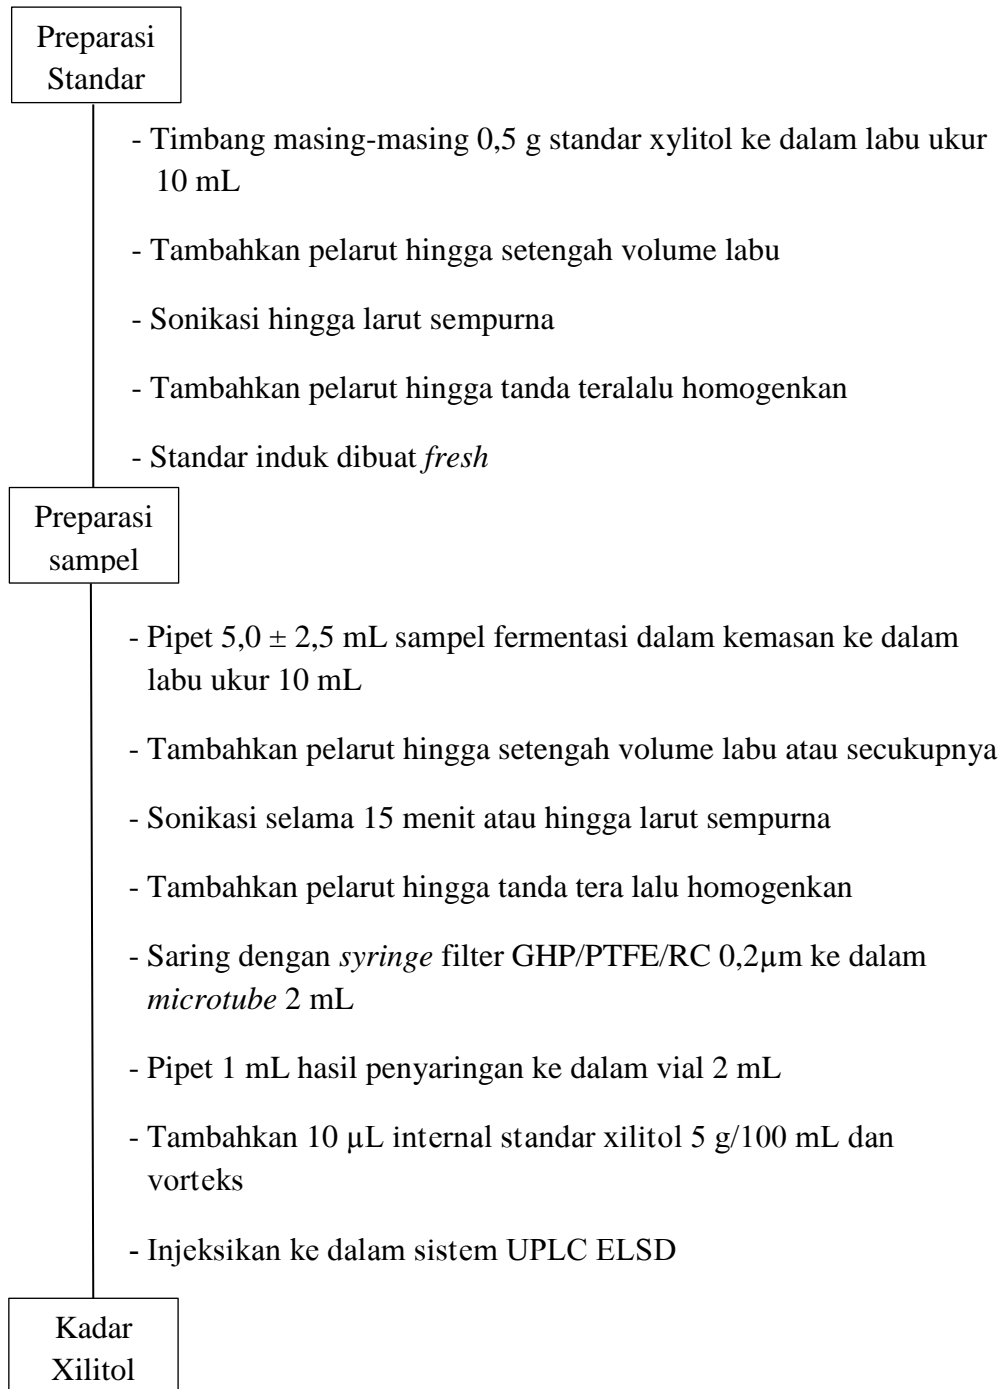 Preparasi
Standar
- Timbang masing-masing 0,5 g standar xylitol ke dalam labu ukur
10 mL
- Tambahkan pelarut hingga setengah volume labu
- Sonikasi hingga larut sempurna
- Tambahkan pelarut hingga tanda teralalu homogenkan
- Standar induk dibuat fresh
Preparasi
sampel
- Pipet 5,0 ± 2,5 mL sampel fermentasi dalam kemasan ke dalam
labu ukur 10 mL
- Tambahkan pelarut hingga setengah volume labu atau secukupnya
- Sonikasi selama 15 menit atau hingga larut sempurna
- Tambahkan pelarut hingga tanda tera lalu homogenkan
- Saring dengan syringe filter GHP/PTFE/RC 0,2µm ke dalam
microtube 2 mL
- Pipet 1 mL hasil penyaringan ke dalam vial 2 mL
- Tambahkan 10 µL internal standar xilitol 5 g/100 mL dan
vorteks
- Injeksikan ke dalam sistem UPLC ELSD
Kadar
Xilitol